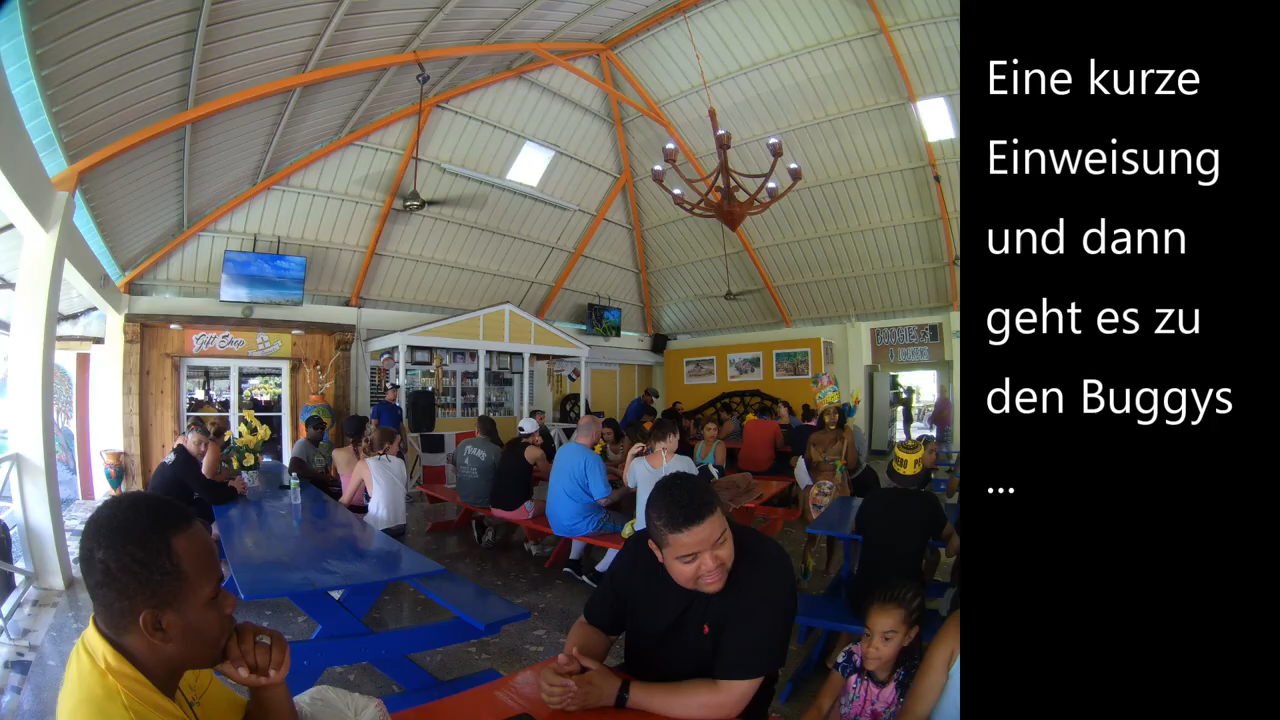 Eine kurze
Einweisung
und dann
geht es zu
den Buggys
...
Gift Shop
BOOGIES
LOCKERS